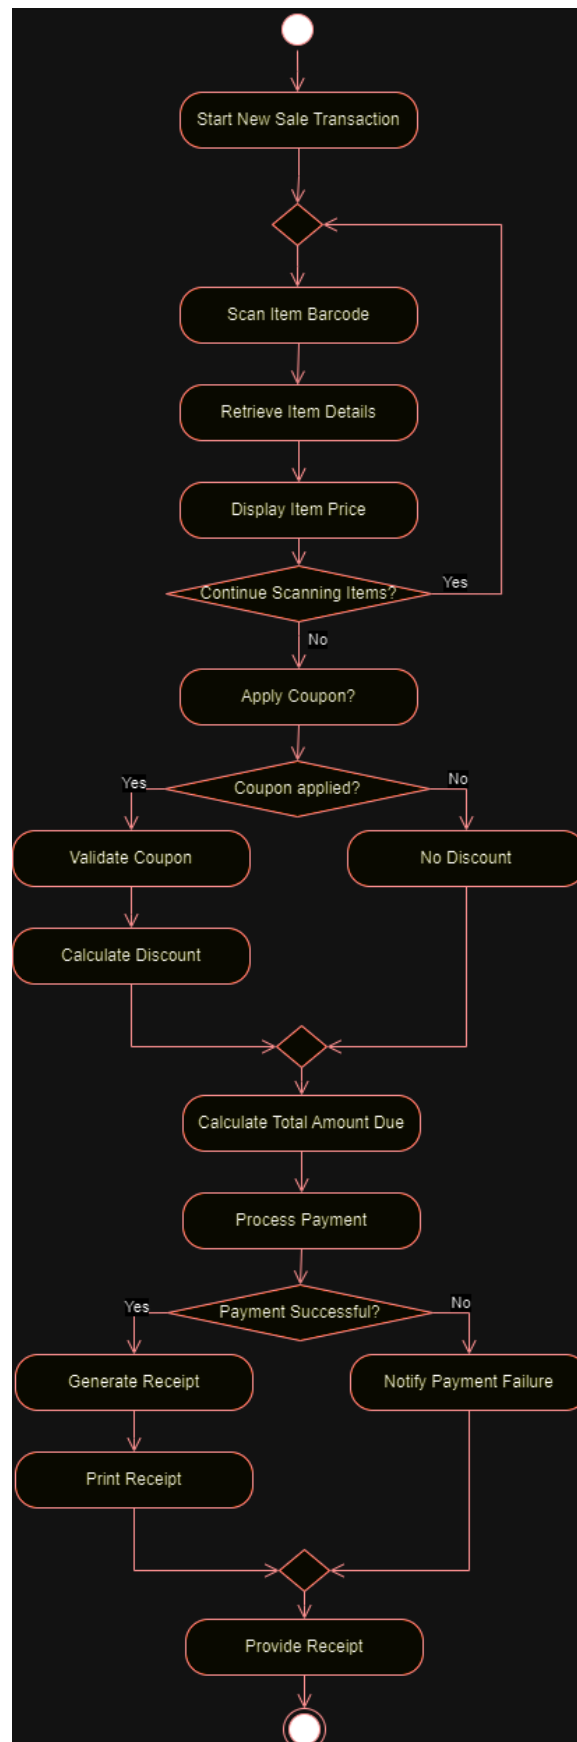 Start New Sale Transaction
Scan Item Barcode
Retrieve Item Details
Display Item Price
Continue Scanning Items?
Yes
No
Apply Coupon?
Yes
Coupon applied?
No
Validate Coupon
No Discount
Calculate Discount
Calculate Total Amount Due
Process Payment
Yes
Payment Successful?
No
Generate Receipt
Notify Payment Failure
Print Receipt
Provide Receipt